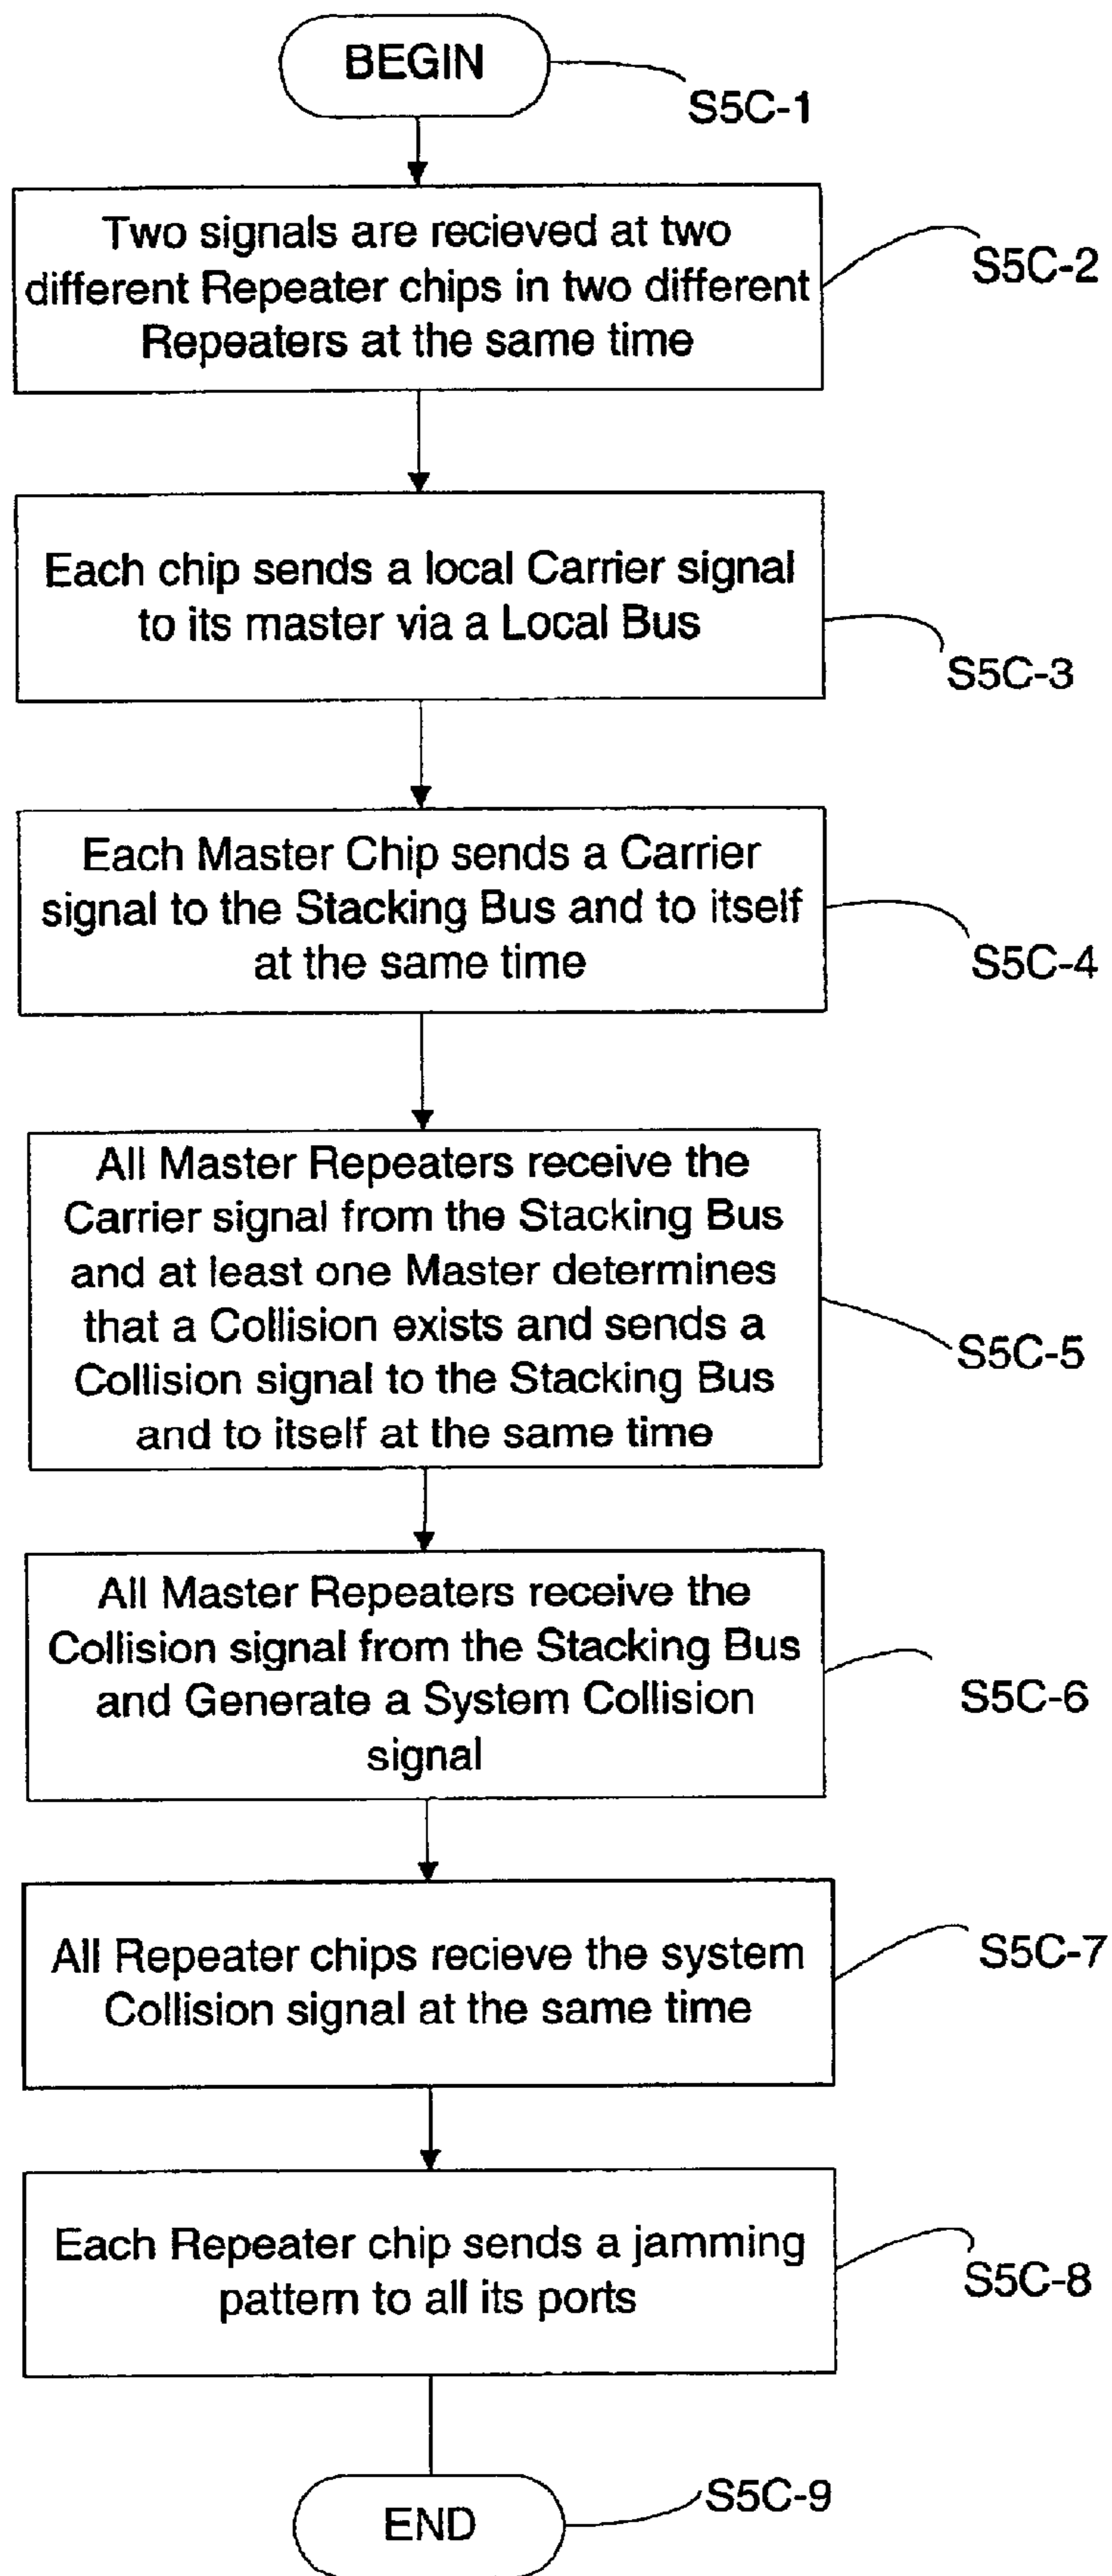 BEGIN
S5C-1
Two signals are recieved at two
different Repeater chips in two different
Repeaters at the same time
S5C-2
Each chip sends a local Carrier signal
to its master via a Local Bus
S5C-3
Each Master Chip sends a Carrier
signal to the Stacking Bus and to itself
at the same time
S5C-4
All Master Repeaters receive the
Carrier signal from the Stacking Bus
and at least one Master determines
that a Collision exists and sends a
Collision signal to the Stacking Bus
and to itself at the same time
S5C-5
All Master Repeaters receive the
Collision signal from the Stacking Bus
and Generate a System Collision
signal
S5C-6
All Repeater chips recieve the system
Collision signal at the same time
S5C-7
Each Repeater chip sends a jamming
pattern to all its ports
S5C-8
END
S5C-9